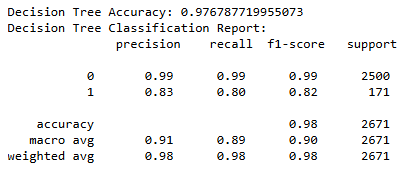 Decision Tree Accuracy: 0.976787719955073
Decision Tree Classification Report:
precision recall f1-score support
0 0.99 0.99 0.99 2500
1 0.83 0.80 0.82 171
accuracy 0.98 2671
macro avg 0.91 0.89 0.90 2671
weighted avg 0.98 0.98 0.98 2671